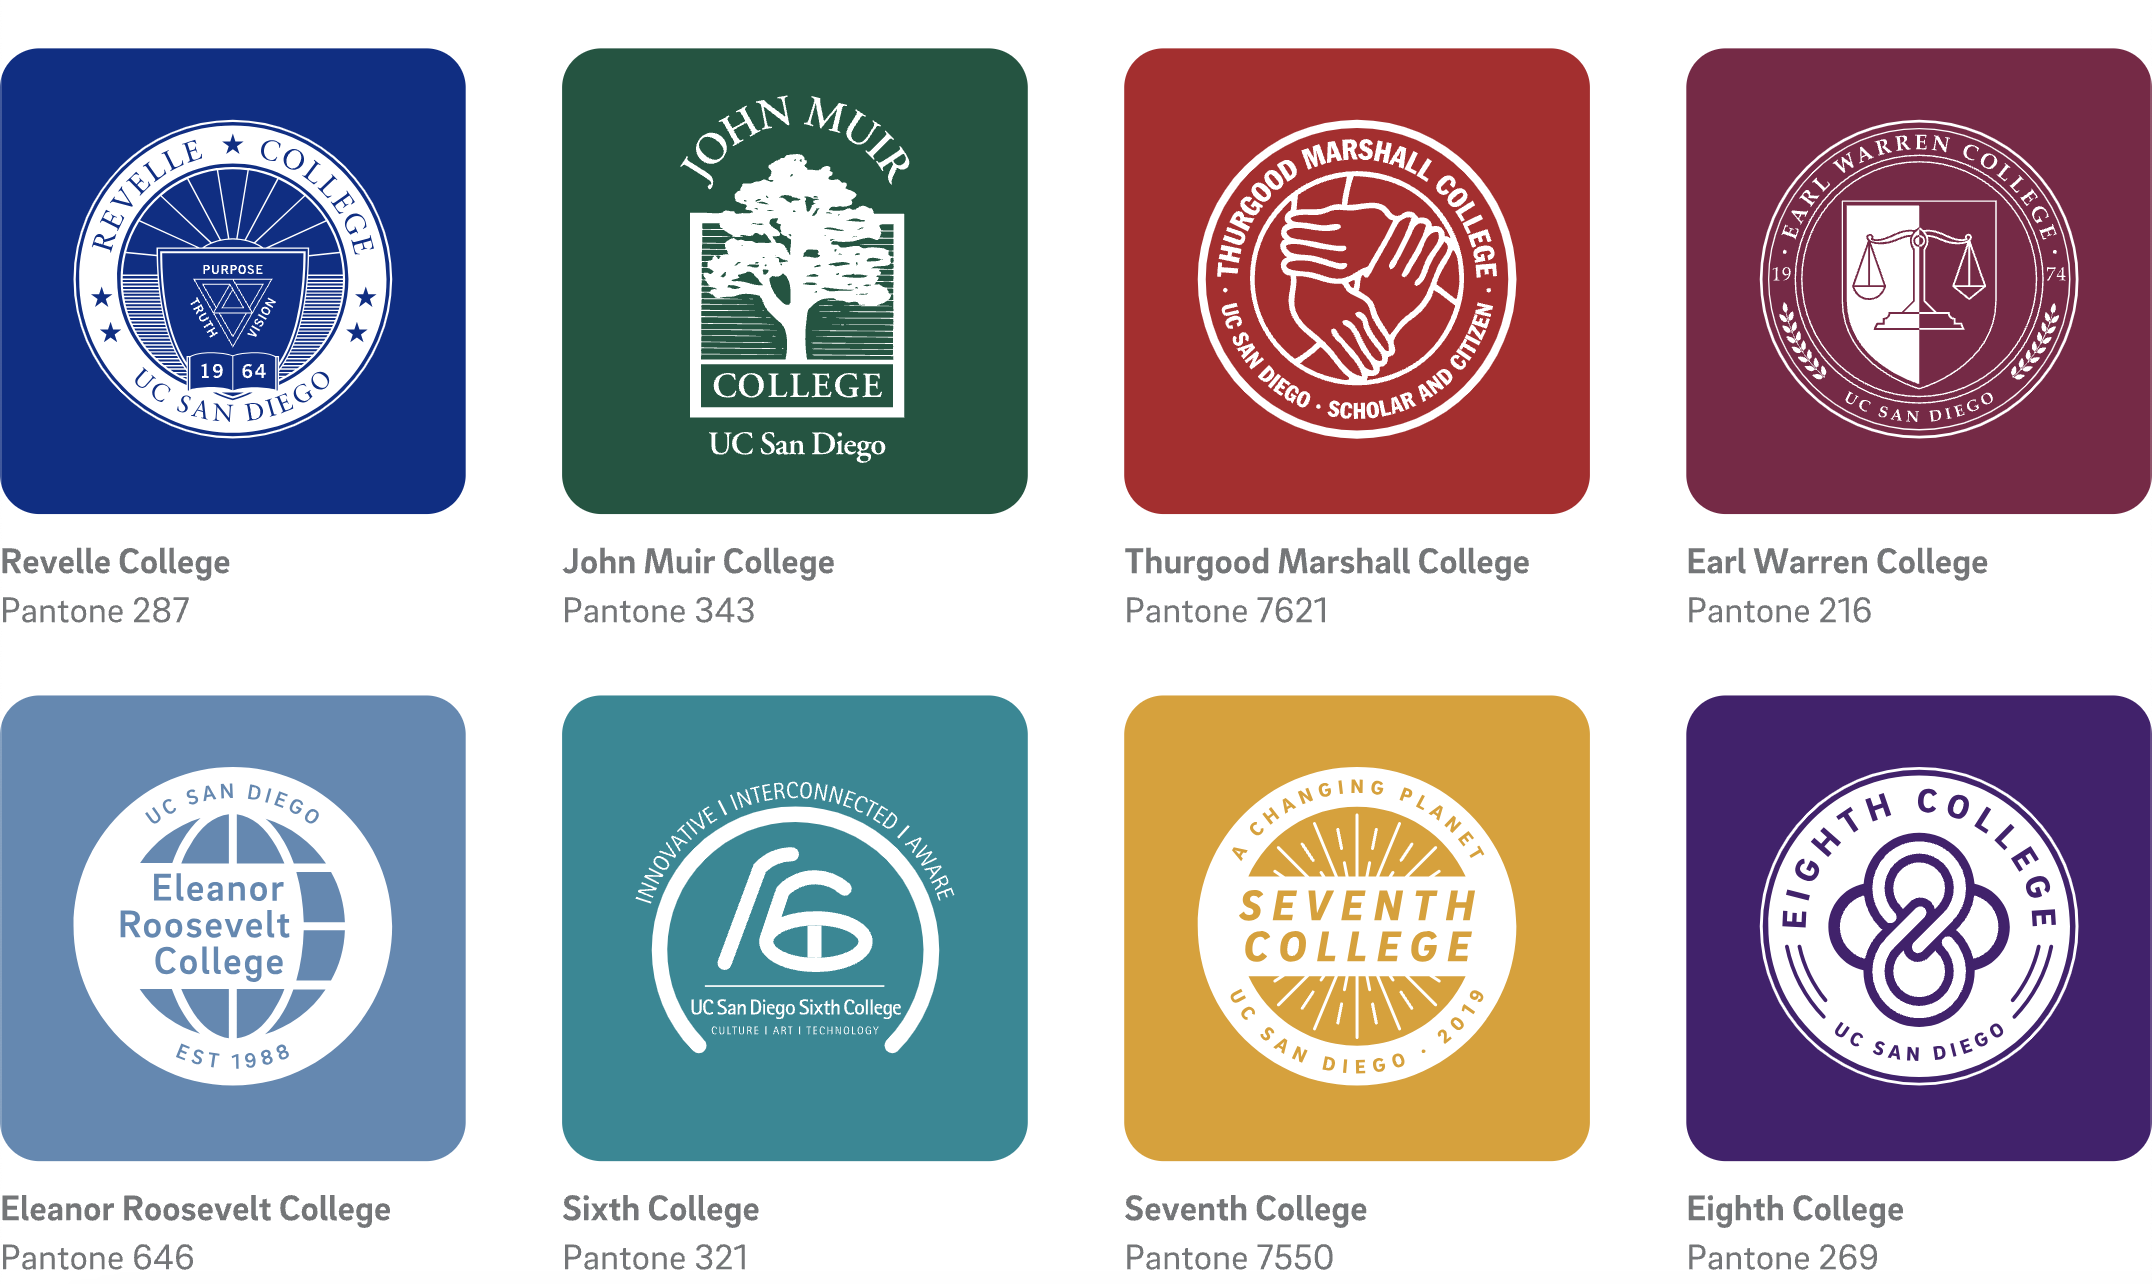 REVELLE ★ COLLEGE
PURPOSE
TRUTH
VISION
19 64
UC SAN DIEGO
Revelle College
Pantone 287
JOHN MUIR
COLLEGE
UC San Diego
John Muir College
Pantone 343
· THURGOOD MARSHALL COLLEGE ·
UC SAN DIEGO · SCHOLAR AND CITIZEN
Thurgood Marshall College
Pantone 7621
· EARL WARREN COLLEGE ·
19 74
UC SAN DIEGO
Earl Warren College
Pantone 216
UC SAN DIEGO
Eleanor
Roosevelt
College
EST 1988
Eleanor Roosevelt College
Pantone 646
INNOVATIVE | INTERCONNECTED | AWARE
UC San Diego Sixth College
CULTURE | ART | TECHNOLOGY
Sixth College
Pantone 321
A CHANGING PLANET
SEVENTH
COLLEGE
UC SAN DIEGO · 2019
Seventh College
Pantone 7550
EIGHTH COLLEGE
UC SAN DIEGO
Eighth College
Pantone 269